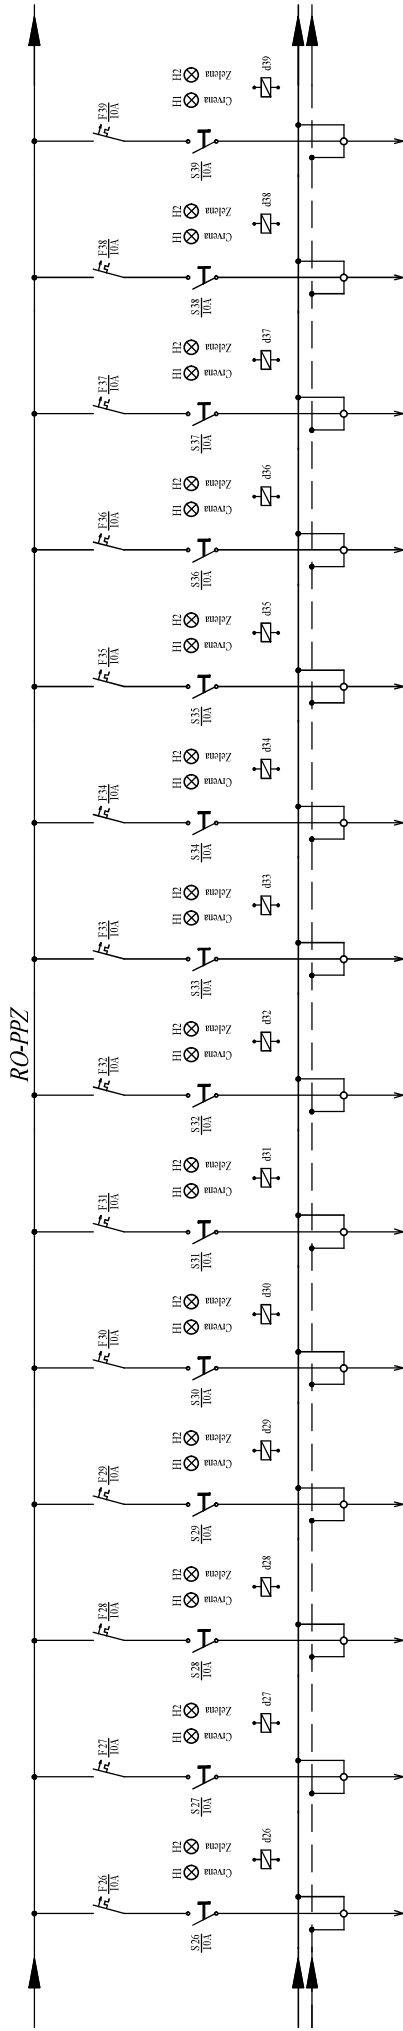 RO-PPZ
F26
10A
H1 H2
S26
10A
Crvena Zelena
d26
F27
10A
H1 H2
S27
10A
Crvena Zelena
d27
F28
10A
H1 H2
S28
10A
Crvena Zelena
d28
F29
10A
H1 H2
S29
10A
Crvena Zelena
d29
F30
10A
H1 H2
S30
10A
Crvena Zelena
d30
F31
10A
H1 H2
S31
10A
Crvena Zelena
d31
F32
10A
H1 H2
S32
10A
Crvena Zelena
d32
F33
10A
H1 H2
S33
10A
Crvena Zelena
d33
F34
10A
H1 H2
S34
10A
Crvena Zelena
d34
F35
10A
H1 H2
S35
10A
Crvena Zelena
d35
F36
10A
H1 H2
S36
10A
Crvena Zelena
d36
F37
10A
H1 H2
S37
10A
Crvena Zelena
d37
F38
10A
H1 H2
S38
10A
Crvena Zelena
d38
F39
10A
H1 H2
S39
10A
Crvena Zelena
d39